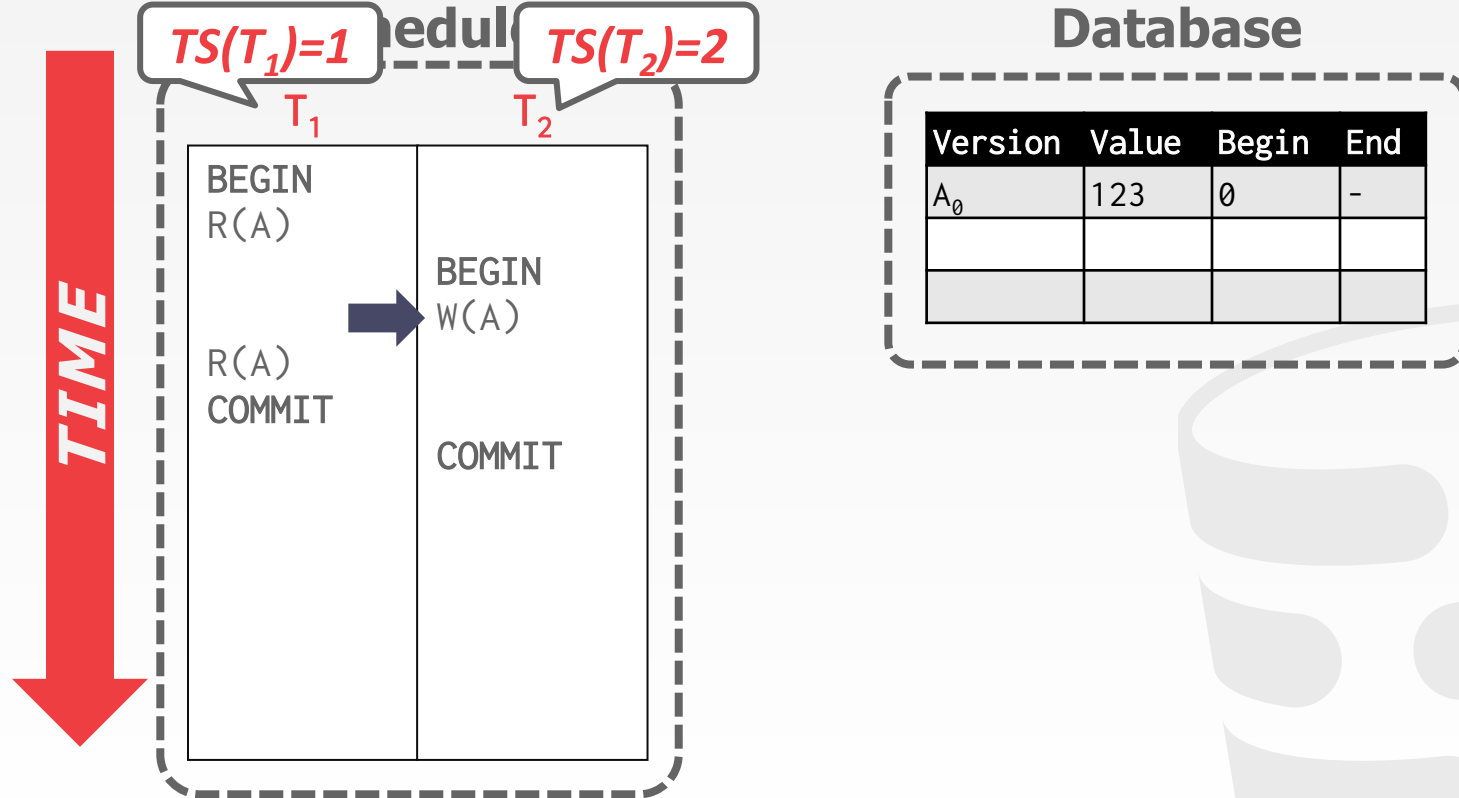 TS(T₁)=1
edul
TS(T₂)=2
T₁
T₂
BEGIN
R(A)
BEGIN
W(A)
R(A)
COMMIT
COMMIT
TIME
Database
Version Value Begin End
A₀ 123 0 -